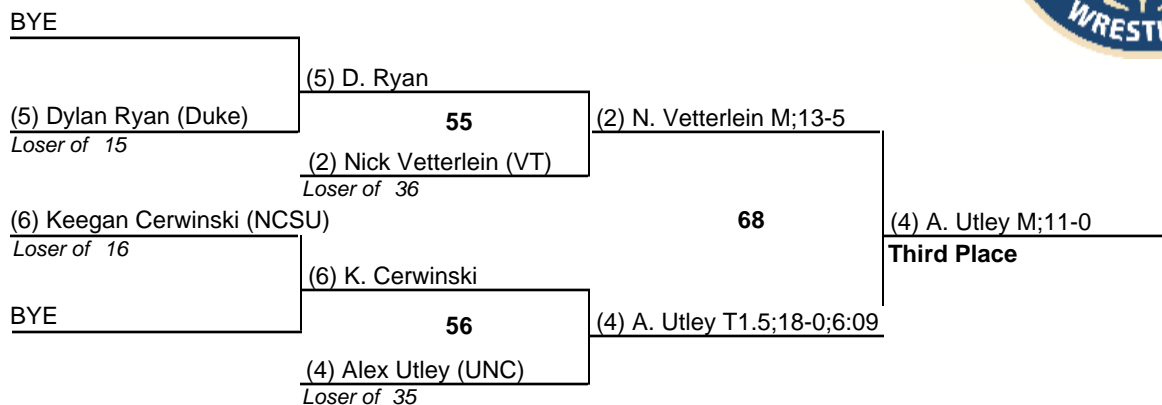 BYE
WREST
(5) D. Ryan
(5) Dylan Ryan (Duke)
Loser of 15
55
(2) N. Vetterlein M;13-5
(2) Nick Vetterlein (VT)
Loser of 36
(6) Keegan Cerwinski (NCSU)
Loser of 16
68
(4) A. Utley M;11-0
Third Place
(6) K. Cerwinski
BYE
56
(4) A. Utley T1.5;18-0;6:09
(4) Alex Utley (UNC)
Loser of 35